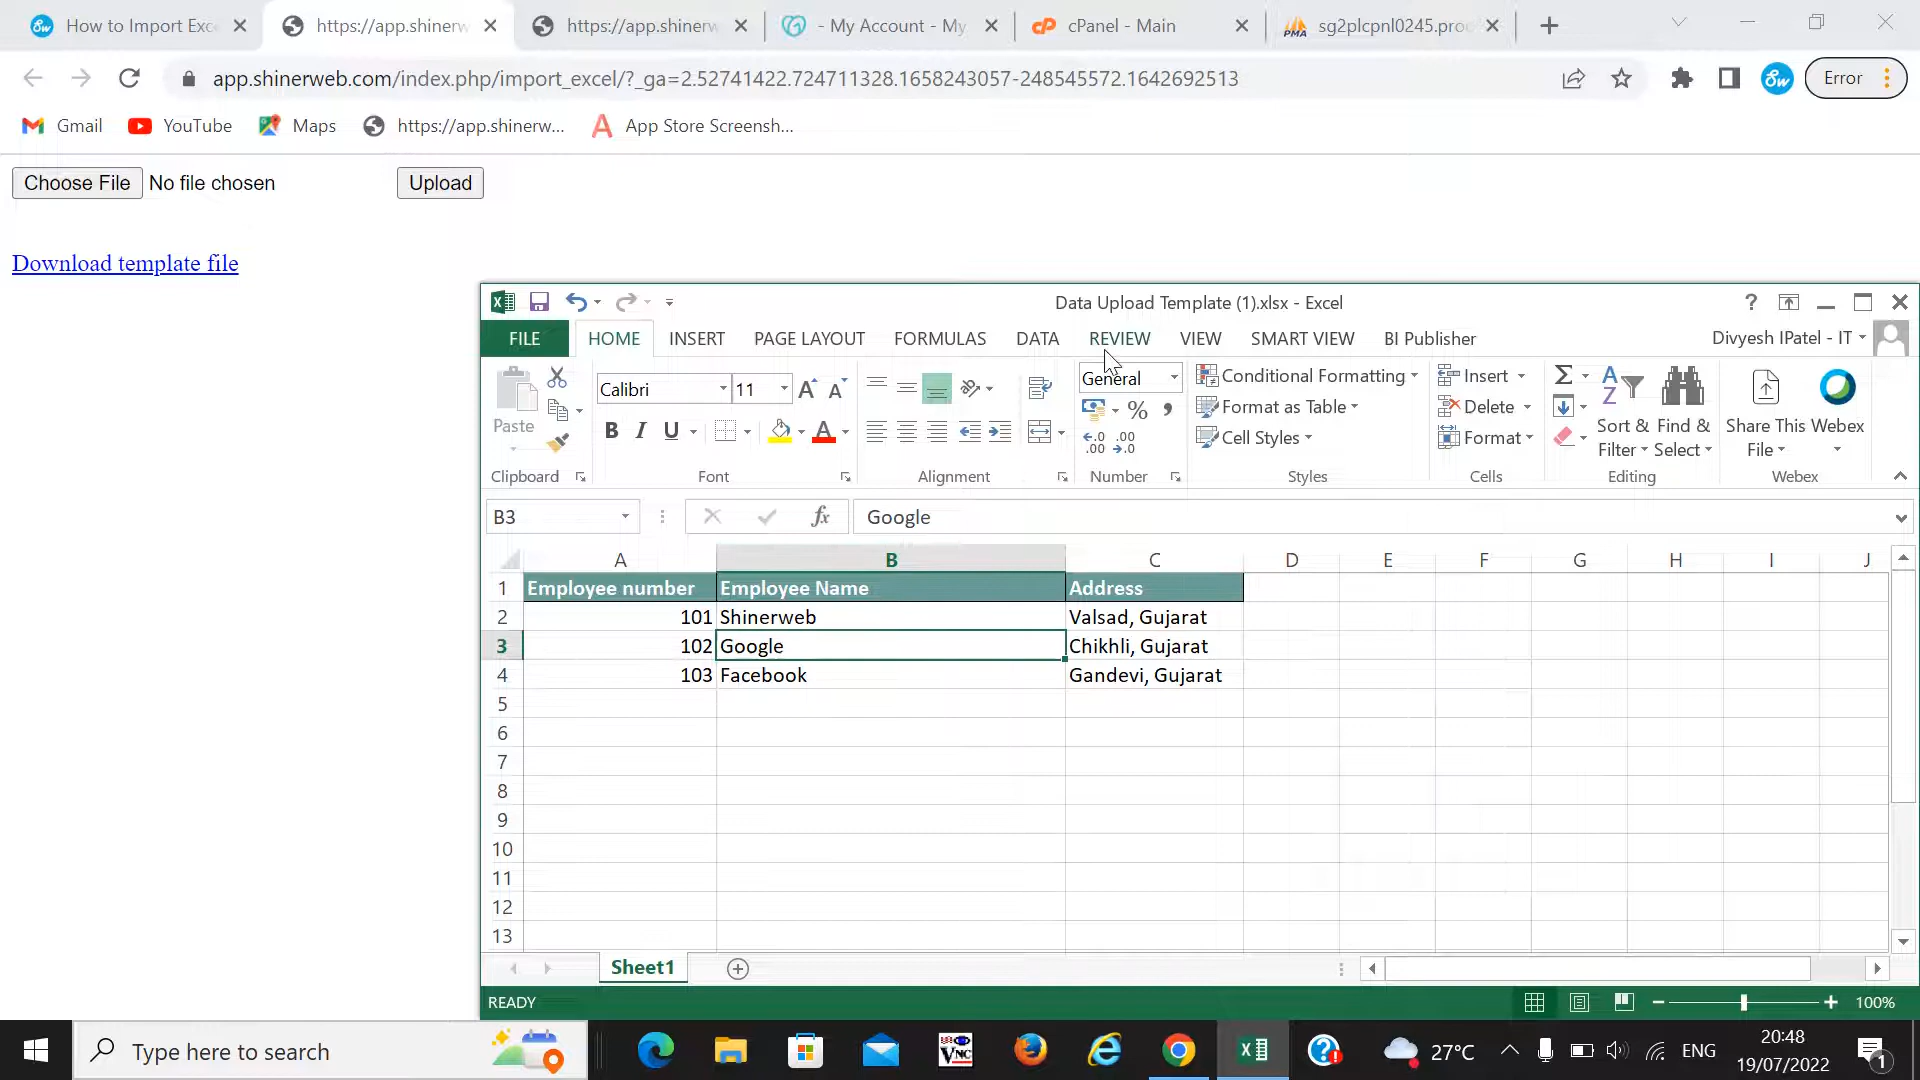 How to Import Exc
https://app.shinerw
https://app.shinerw
- My Account - My
cPanel - Main
sg2plcpnl0245.prod
app.shinerweb.com/index.php/import_excel/?_ga=2.52741422.724711328.1658243057-248545572.1642692513
Error
Gmail
YouTube
Maps
https://app.shinerw...
App Store Screensh...
Choose File No file chosen
Upload
Download template file
Data Upload Template (1).xlsx - Excel
FILE HOME INSERT PAGE LAYOUT FORMULAS DATA REVIEW VIEW SMART VIEW BI Publisher
Divyesh IPatel - IT
Paste
Calibri
11
B I U
General
Conditional Formatting
Format as Table
Cell Styles
Insert
Delete
Format
Sort &
Filter
Find &
Select
Share This
File
Webex
Clipboard
Font
Alignment
Number
Styles
Cells
Editing
Webex
B3
fx
Google
A B C D E F G H I J
1 Employee number Employee Name Address
2 101 Shinerweb Valsad, Gujarat
3 102 Google Chikhli, Gujarat
4 103 Facebook Gandevi, Gujarat
5
6
7
8
9
10
11
12
13
Sheet1
READY
100%
Type here to search
27°C
ENG
20:48
19/07/2022
1